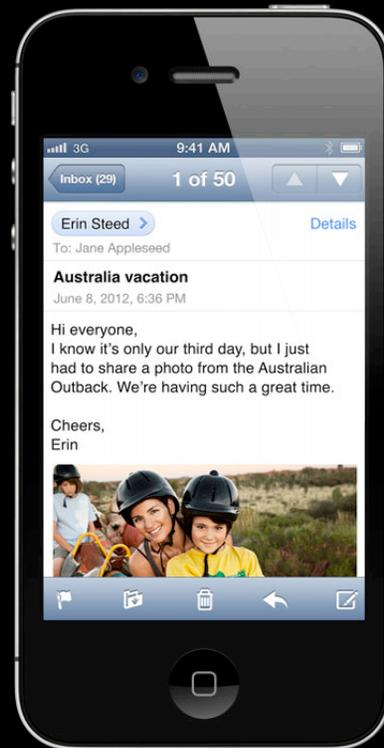 3G 9:41 AM
Inbox (29) 1 of 50
Erin Steed Details
To: Jane Appleseed
Australia vacation
June 8, 2012, 6:36 PM
Hi everyone,
I know it’s only our third day, but I just
had to share a photo from the Australian
Outback. We’re having such a great time.
Cheers,
Erin